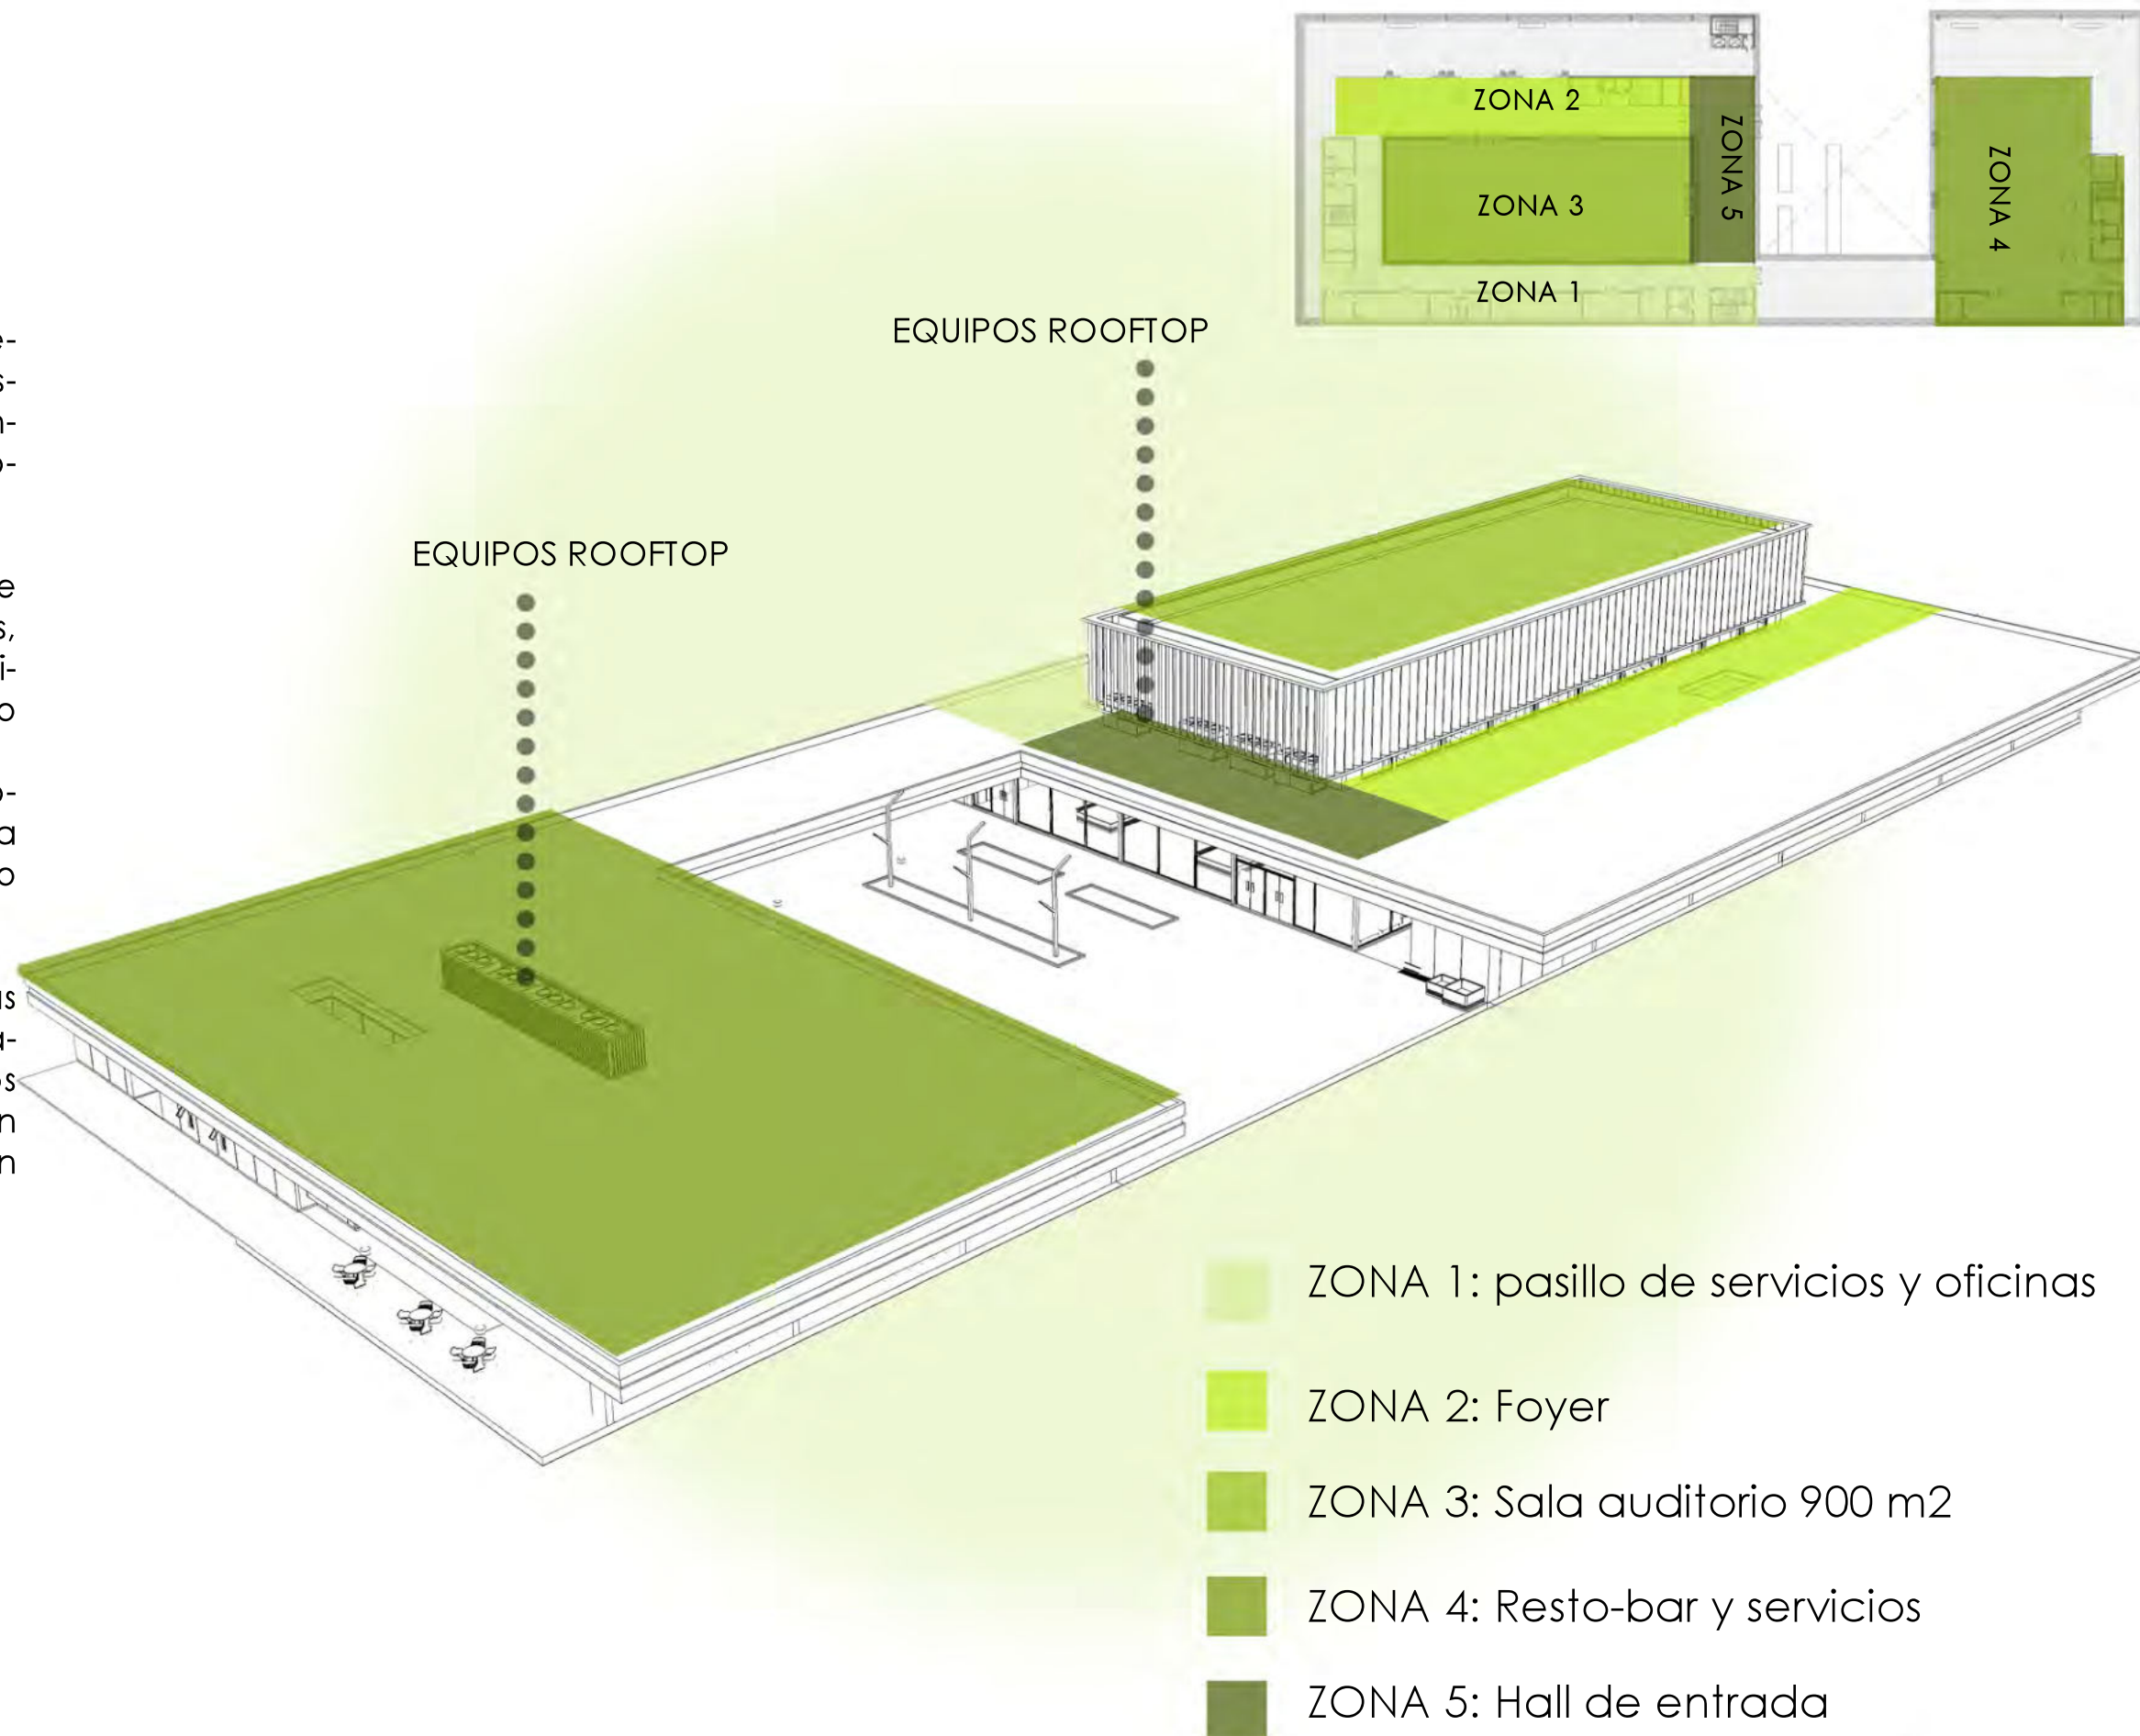 ZONA 2
ZONA 5
ZONA 3
ZONA 4
ZONA 1
EQUIPOS ROOFTOP
EQUIPOS ROOFTOP
ZONA 1: pasillo de servicios y oficinas
ZONA 2: Foyer
ZONA 3: Sala auditorio 900 m2
ZONA 4: Resto-bar y servicios
ZONA 5: Hall de entrada